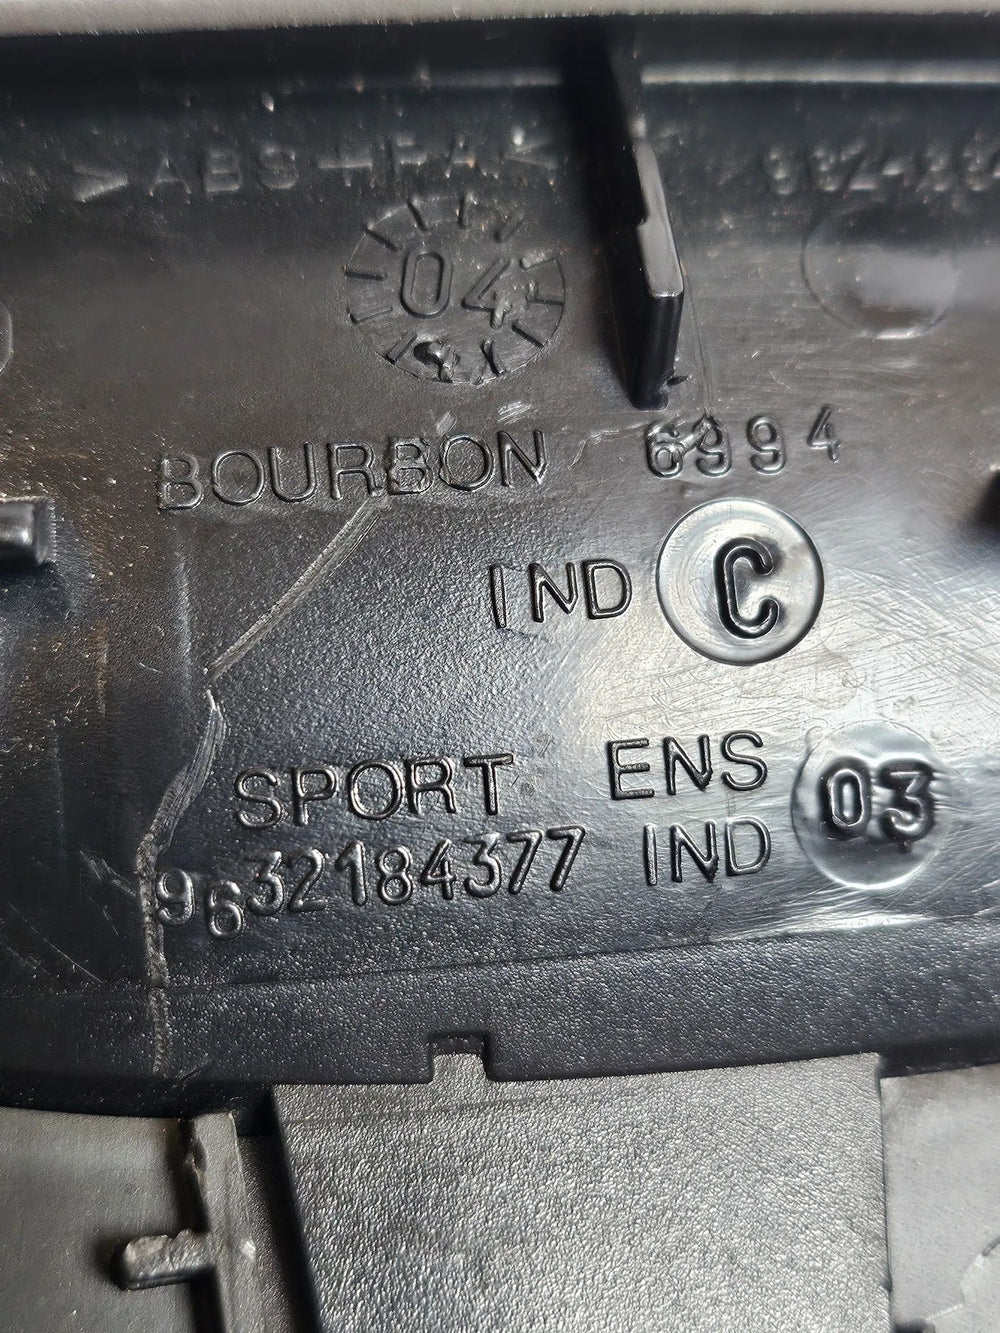 >ABS+PA<
04
BOURBON 6994
IND C
SPORT ENS
9632184377 IND 03